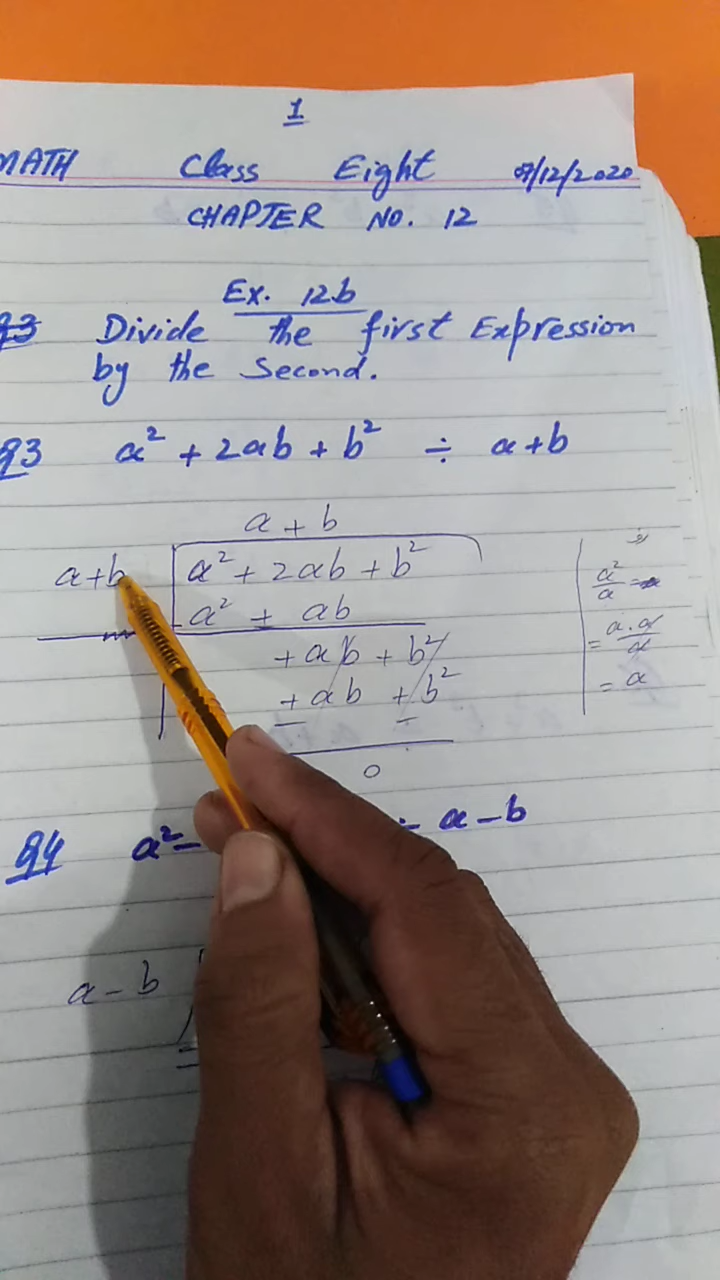 1
MATH Class Eight 07/12/2020
CHAPTER NO. 12
Ex. 12b
Q3 Divide the first Expression
by the Second.
Q3 a² + 2ab + b² ÷ a+b
a + b
a+b a² + 2ab + b²
a² + ab
+ ab + b²
+ ab + b²
0
a²/a = a
= a.a/a
= a
Q4 a² - ÷ a - b
a - b